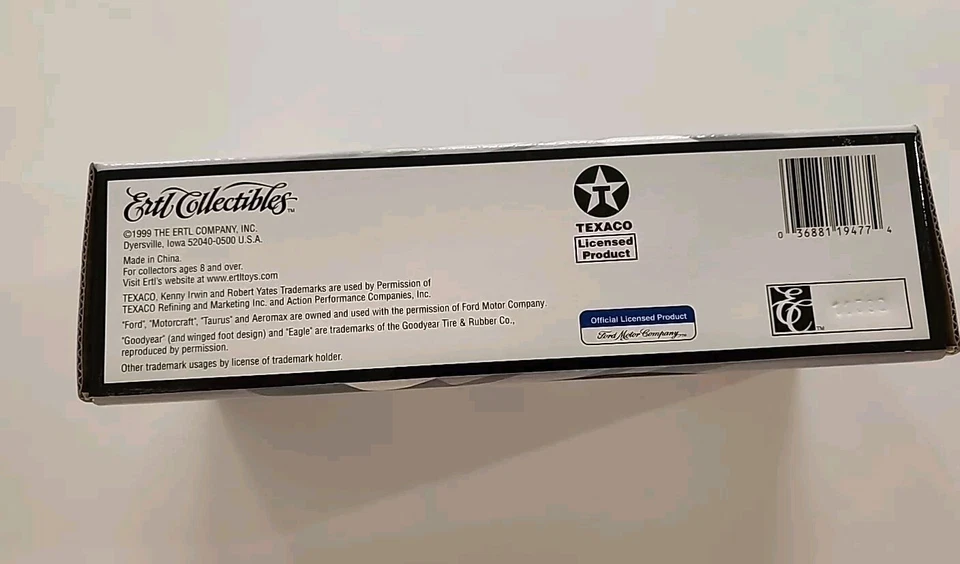 Ertl Collectibles™
©1999 THE ERTL COMPANY, INC.
Dyersville, Iowa 52040-0500 U.S.A.
Made in China.
For collectors ages 8 and over.
Visit Ertl's website at www.ertltoys.com
TEXACO, Kenny Irwin and Robert Yates Trademarks are used by Permission of
TEXACO Refining and Marketing Inc. and Action Performance Companies, Inc.
"Ford", "Motorcraft", "Taurus" and Aeromax are owned and used with the permission of Ford Motor Company.
"Goodyear" (and winged foot design) and "Eagle" are trademarks of the Goodyear Tire & Rubber Co.,
reproduced by permission.
Other trademark usages by license of trademark holder.
T
TEXACO
Licensed
Product
Official Licensed Product
Ford Motor Company
0 36881 19477 4
EC™